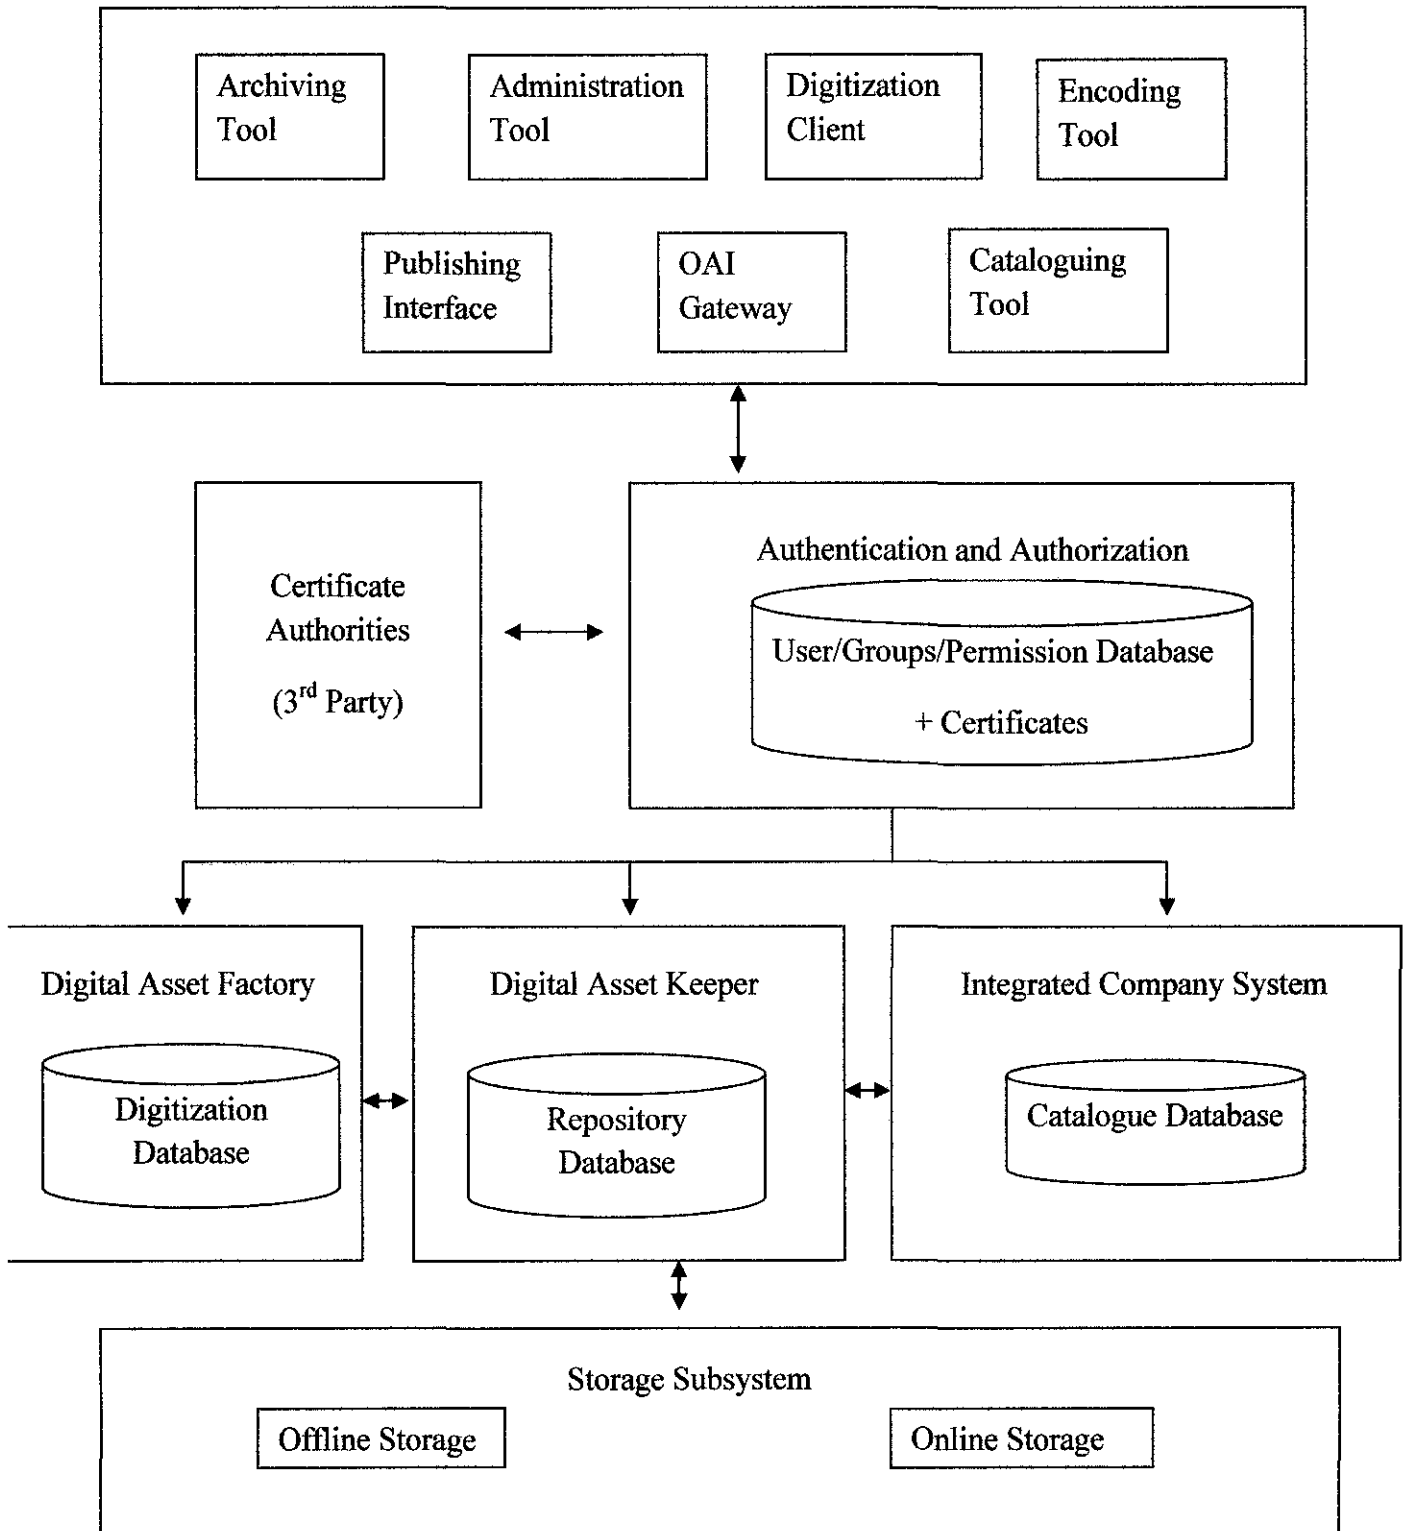 Archiving
Tool
Administration
Tool
Digitization
Client
Encoding
Tool
Publishing
Interface
OAI
Gateway
Cataloguing
Tool
Certificate
Authorities
(3rd Party)
Authentication and Authorization
User/Groups/Permission Database
+ Certificates
Digital Asset Factory
Digitization
Database
Digital Asset Keeper
Repository
Database
Integrated Company System
Catalogue Database
Storage Subsystem
Offline Storage
Online Storage